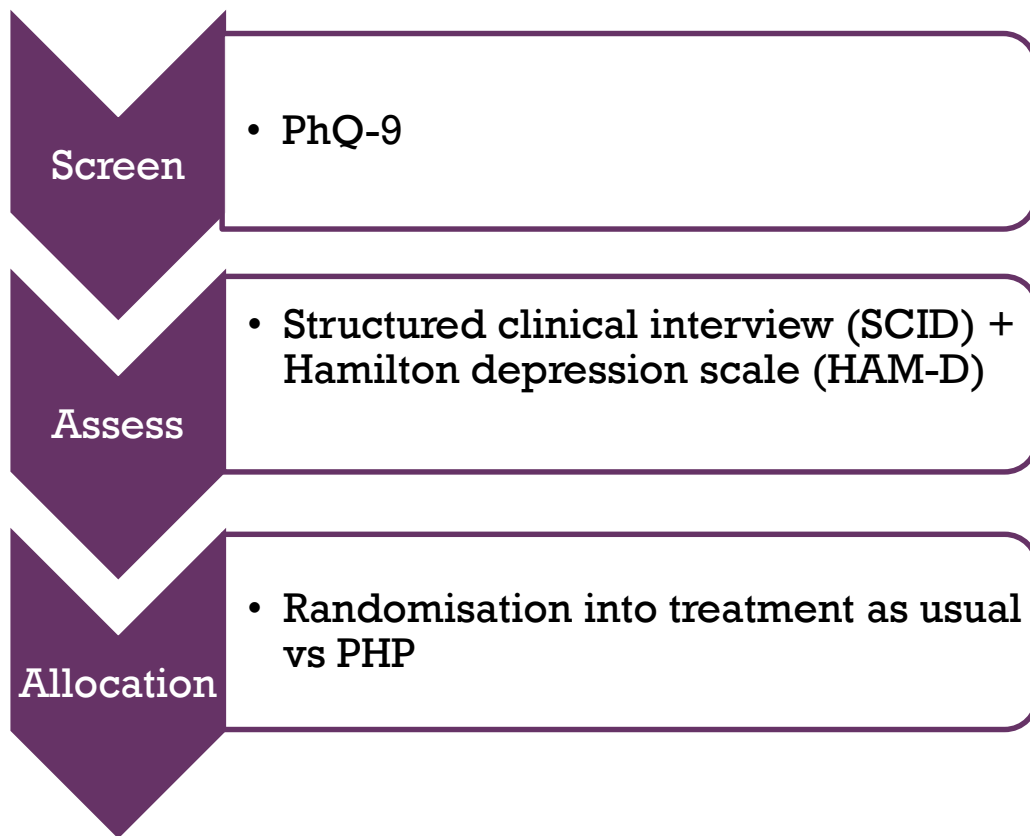 Screen
• PhQ-9
Assess
• Structured clinical interview (SCID) +
Hamilton depression scale (HAM-D)
Allocation
• Randomisation into treatment as usual
vs PHP